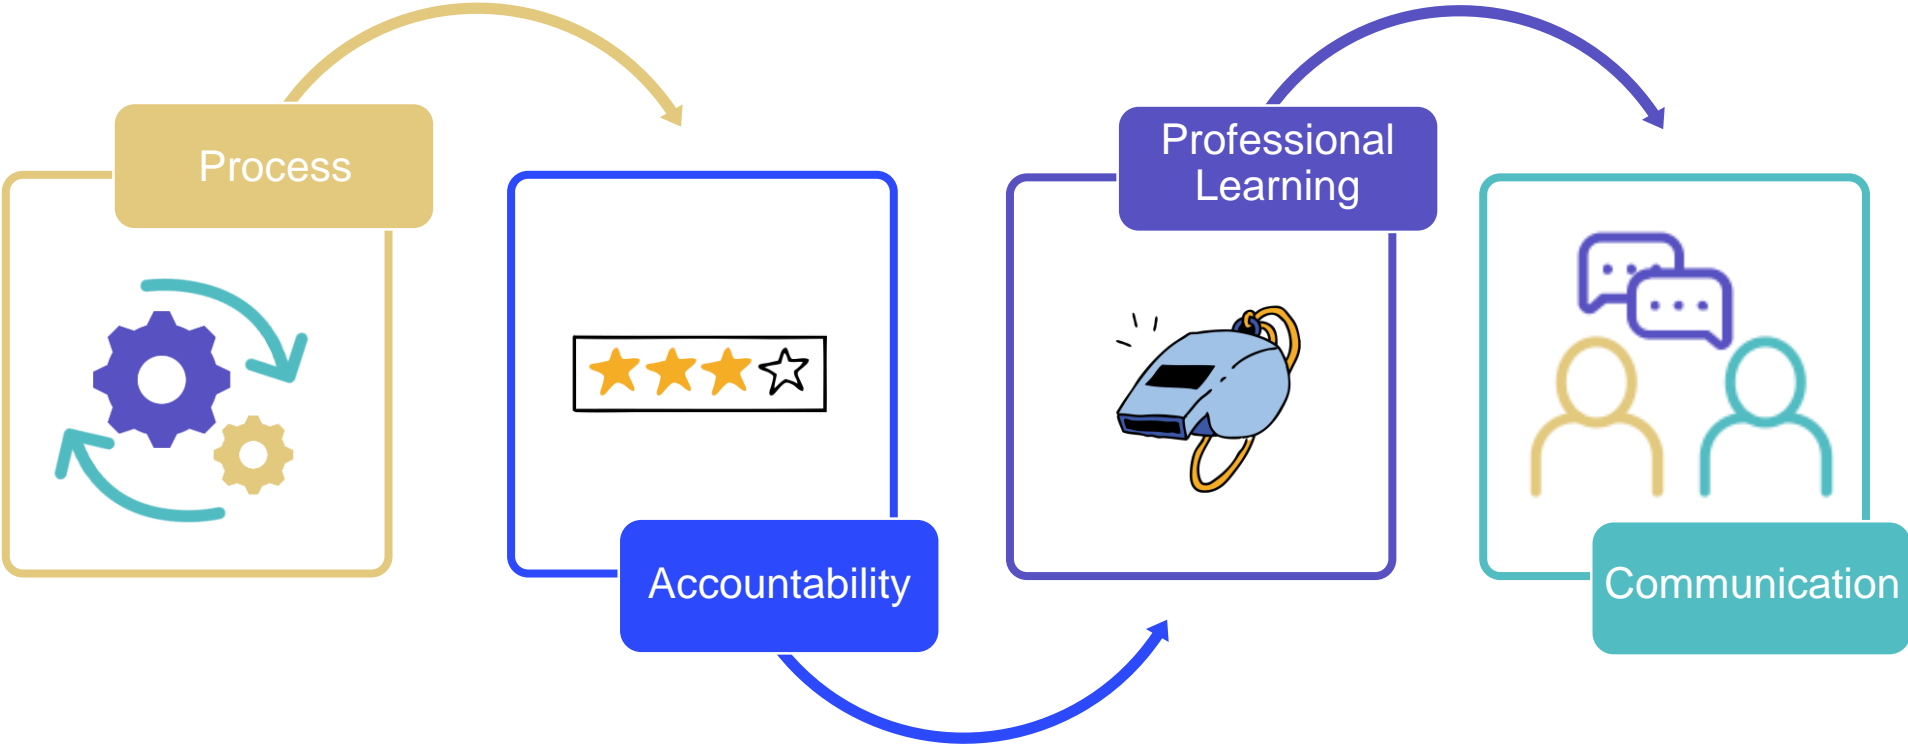 Process
Accountability
Professional
Learning
Communication